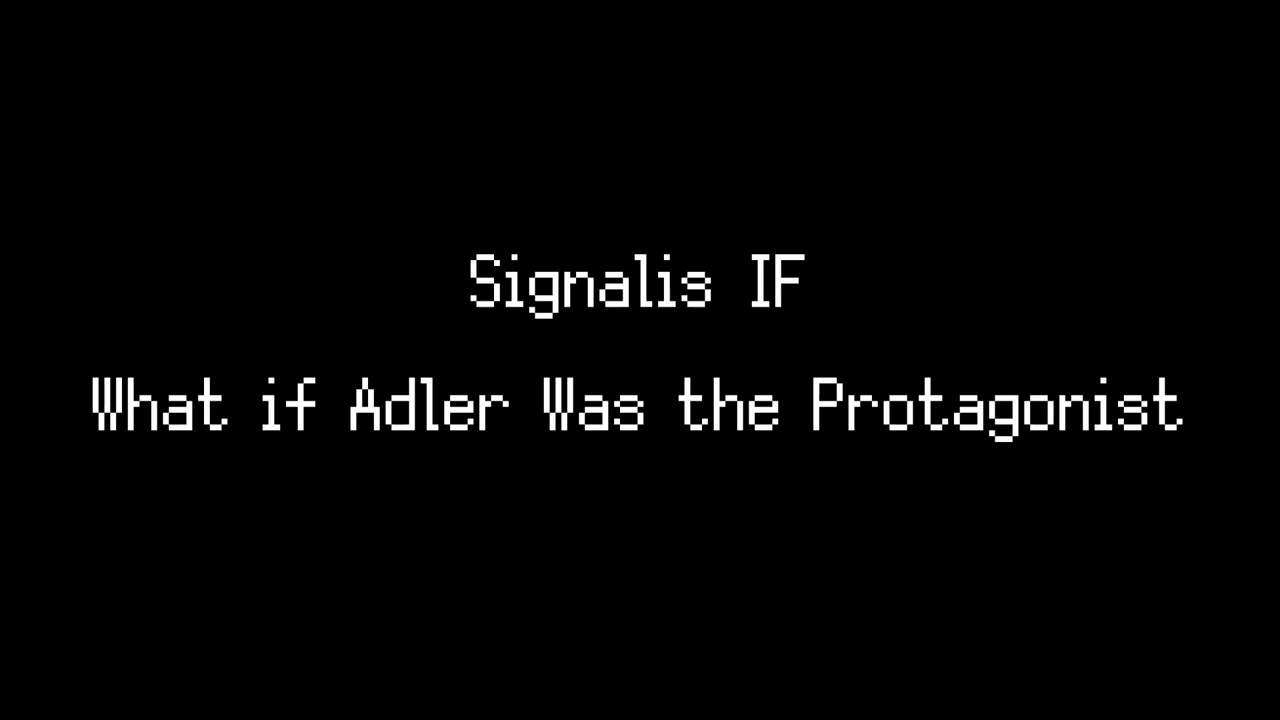 Signalis IF
What if Adler Was the Protagonist